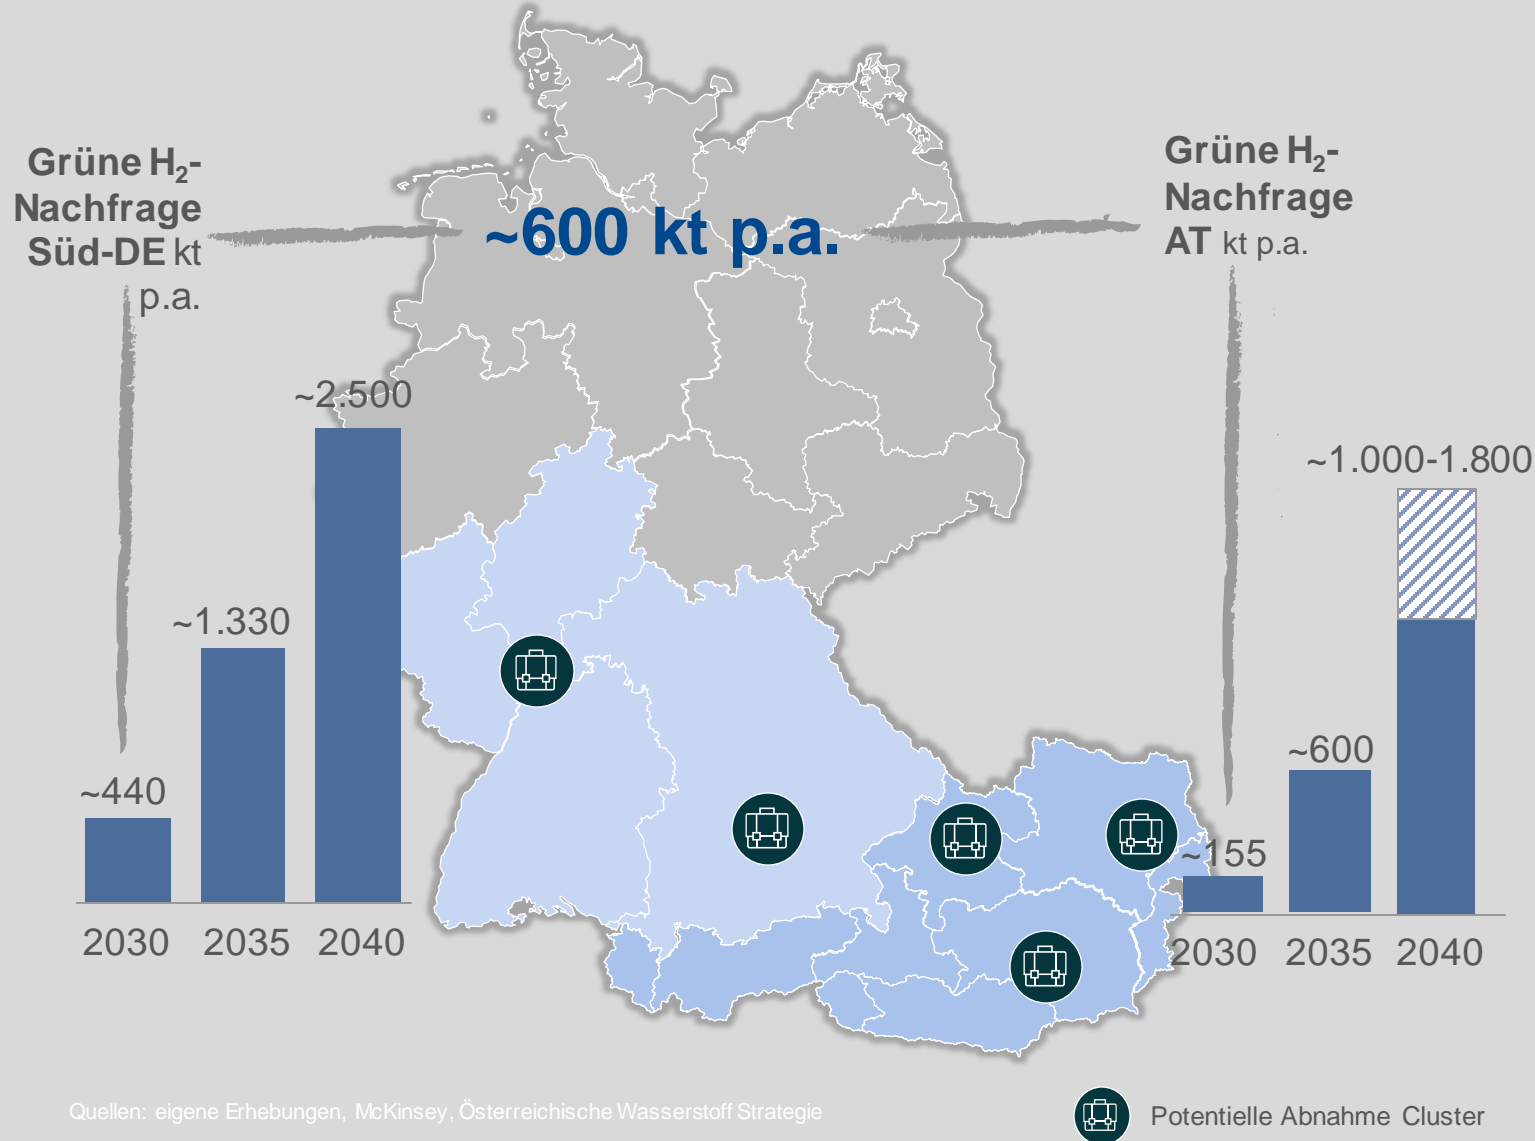 Grüne H₂-
Nachfrage
Süd-DE kt
p.a.
~600 kt p.a.
Grüne H₂-
Nachfrage
AT kt p.a.
~2.500
~1.330
~440
2030 2035 2040
~1.000-1.800
~600
~155
2030 2035 2040
Quellen: eigene Erhebungen, McKinsey, Österreichische Wasserstoff Strategie
Potentielle Abnahme Cluster